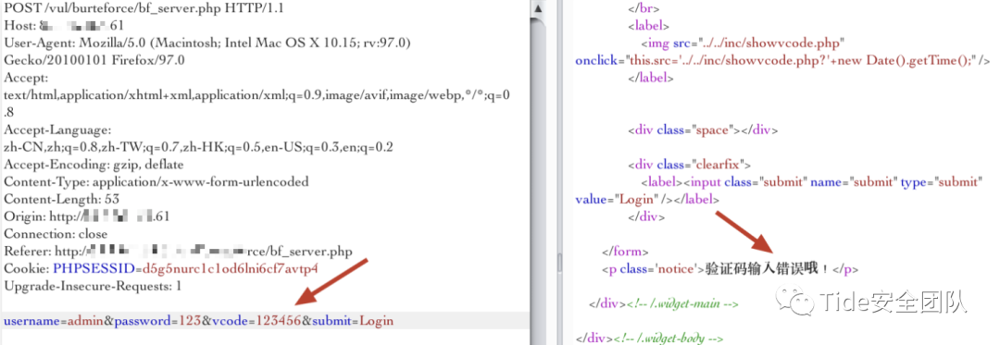 POST /vul/burteforce/bf_server.php HTTP/1.1
Host: 61
User-Agent: Mozilla/5.0 (Macintosh; Intel Mac OS X 10.15; rv:97.0)
Gecko/20100101 Firefox/97.0
Accept:
text/html,application/xhtml+xml,application/xml;q=0.9,image/avif,image/webp,*/*;q=0
.8
Accept-Language:
zh-CN,zh;q=0.8,zh-TW;q=0.7,zh-HK;q=0.5,en-US;q=0.3,en;q=0.2
Accept-Encoding: gzip, deflate
Content-Type: application/x-www-form-urlencoded
Content-Length: 53
Origin: http:// .61
Connection: close
Referer: http:/ rce/bf_server.php
Cookie: PHPSESSID=d5g5nurc1c1od6lni6cf7avtp4
Upgrade-Insecure-Requests: 1
username=admin&password=123&vcode=123456&submit=Login
</br>
<label>
<img src="../../inc/showvcode.php"
onclick="this.src='../../inc/showvcode.php?'+new Date().getTime();" />
</label>
<div class="space"></div>
<div class="clearfix">
<label><input class="submit" name="submit" type="submit"
value="Login" /></label>
</div>
</form>
<p class='notice'>验证码输入错误哦！</p>
</div><!-- /.widget-main -->
</div><!-- /.widget-body -->
Tide安全团队